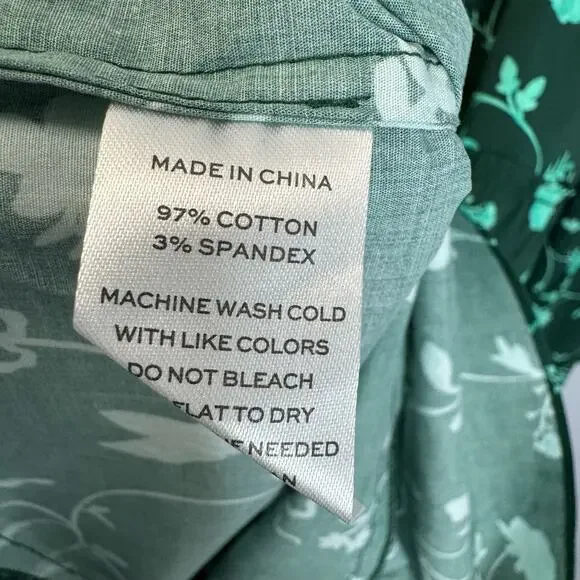 MADE IN CHINA
97% COTTON
3% SPANDEX
MACHINE WASH COLD
WITH LIKE COLORS
DO NOT BLEACH
FLAT TO DRY
NEEDED